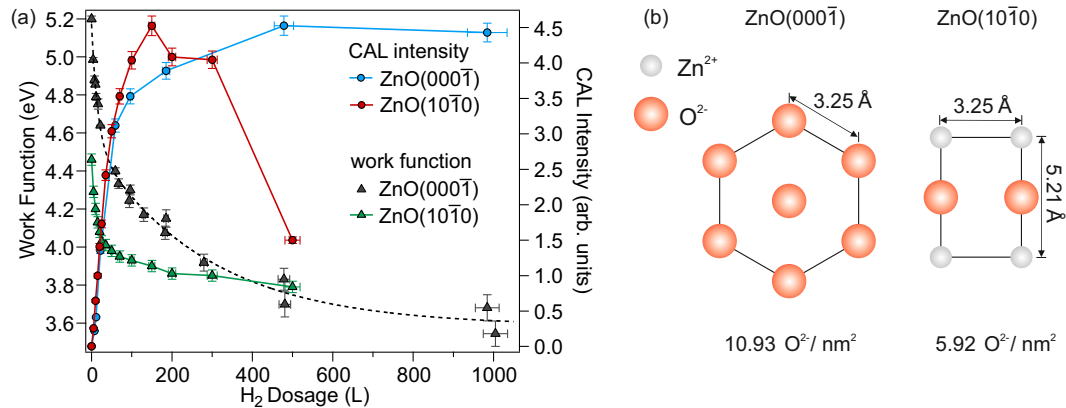 (a)
5.2
5.0
4.8
4.6
4.4
4.2
4.0
3.8
3.6
Work Function (eV)
CAL intensity
ZnO(0001̄)
ZnO(101̄0)
work function
ZnO(0001̄)
ZnO(101̄0)
4.5
4.0
3.5
3.0
2.5
2.0
1.5
1.0
0.5
0.0
CAL Intensity (arb. units)
0 200 400 600 800 1000
H₂ Dosage (L)
(b)
ZnO(0001̄) ZnO(101̄0)
Zn²⁺
O²⁻
3.25 Å
3.25 Å
5.21 Å
10.93 O²⁻/ nm² 5.92 O²⁻/ nm²